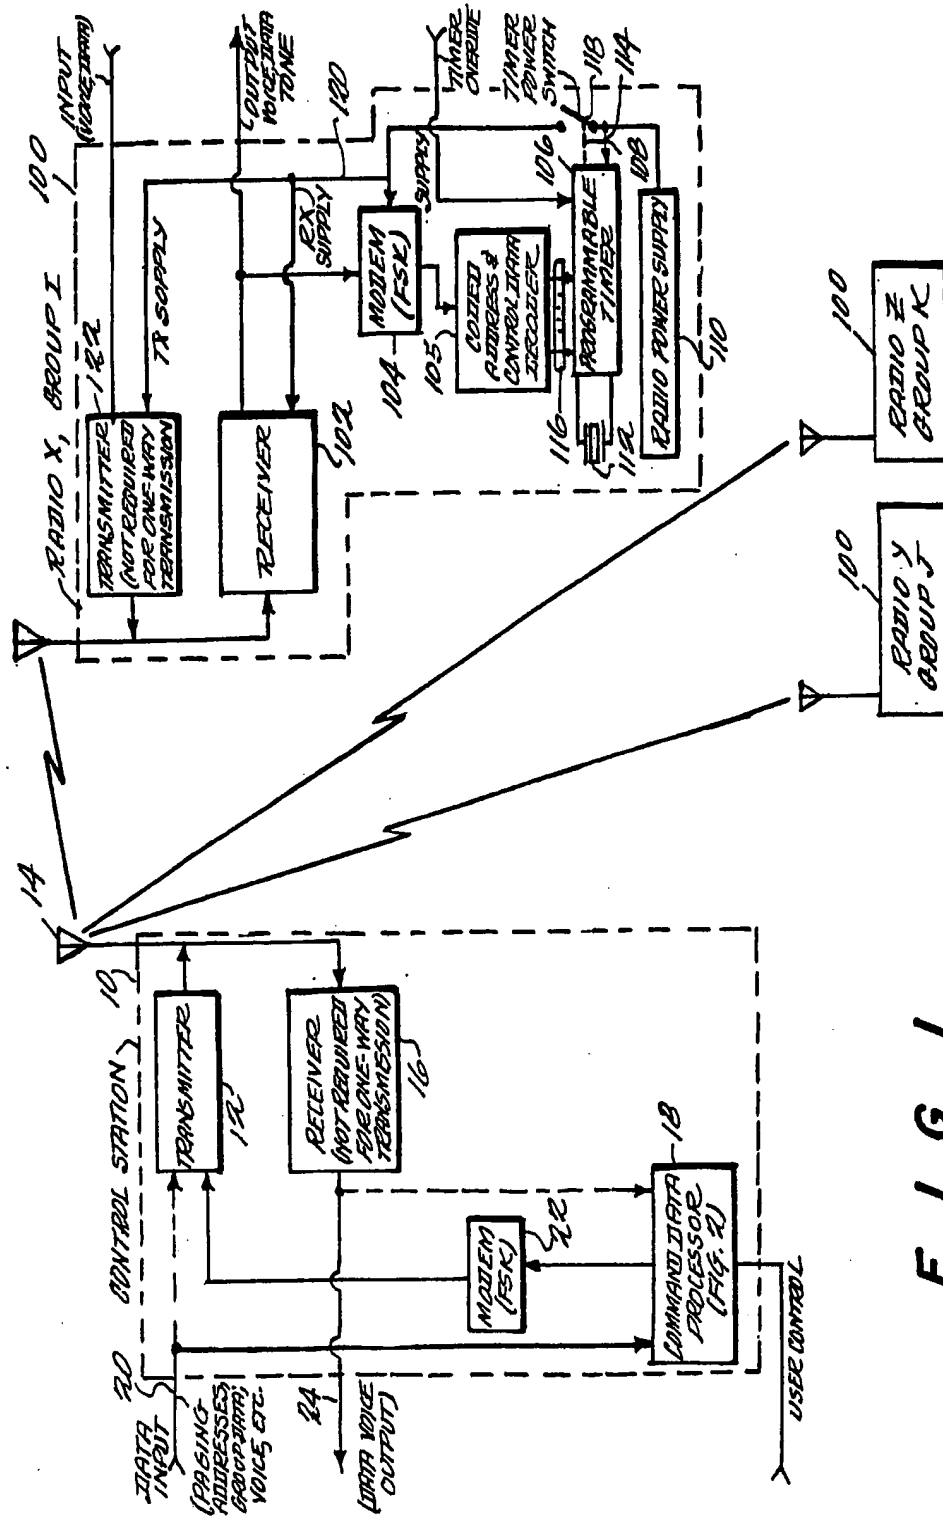 DATA
INPUT
20
(PAGING
ADDRESSES,
GROUP DATA,
VOICE, ETC.
24
(DATA VOICE
OUTPUT)
CONTROL STATION
10
14
TRANSMITTER
12
RECEIVER
(NOT REQUIRED
FOR ONE-WAY
TRANSMISSION)
16
MODEM
(FSK)
22
COMMAND DATA
PROCESSOR
(FIG. 2)
18
USER CONTROL
RADIO X, GROUP I
100
TRANSMITTER
(NOT REQUIRED
FOR ONE-WAY
TRANSMISSION
122
INPUT
(VOICE, DATA)
TR SUPPLY
RECEIVER
102
OUTPUT
VOICE, DATA
TONE
120
RX
SUPPLY
MODEM
(FSK)
104
SUPPLY
TIMER
OVERIDE
CODED
ADDRESS &
CONTROL DATA
DECODER
105
TIMER
POWER
SWITCH
118
114
106
PROGRAMMABLE
TIMER
116
112
108
RADIO POWER SUPPLY
110
RADIO Y
GROUP J
100
RADIO Z
GROUP K
100
FIG 1